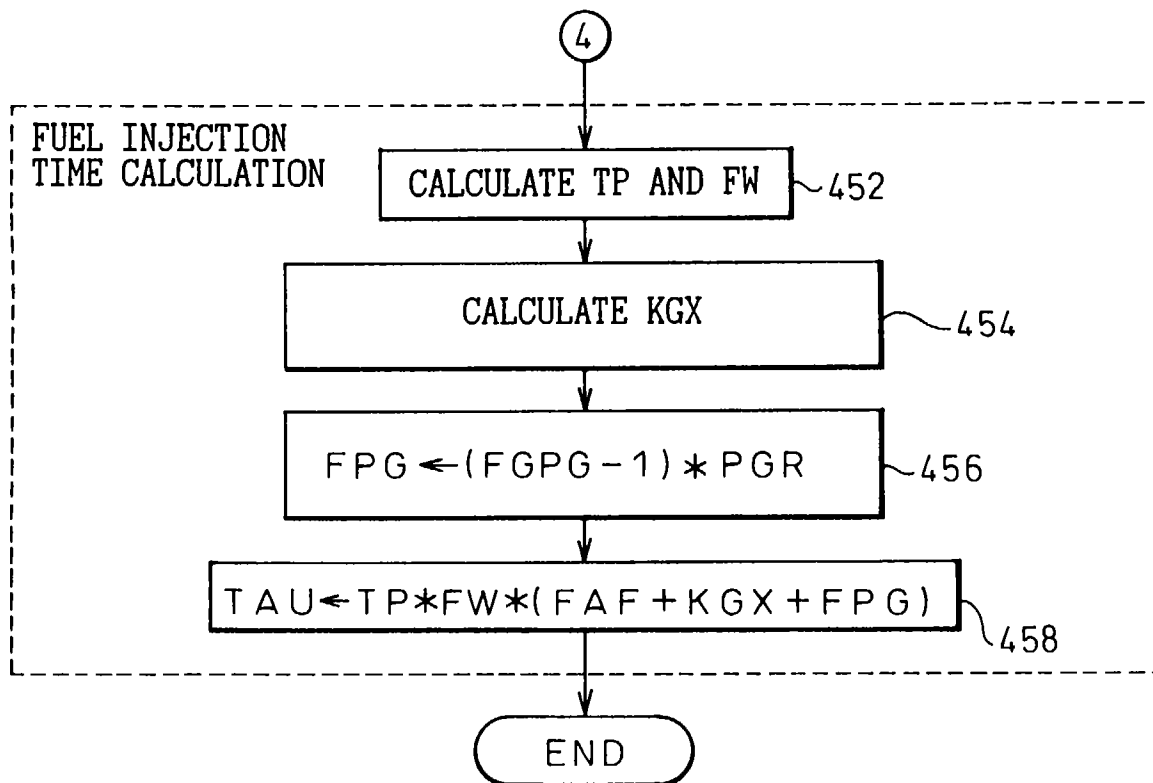 4
FUEL INJECTION
TIME CALCULATION
CALCULATE TP AND FW
452
CALCULATE KGX
454
FPG←(FGPG-1)*PGR
456
TAU←TP*FW*(FAF+KGX+FPG)
458
END